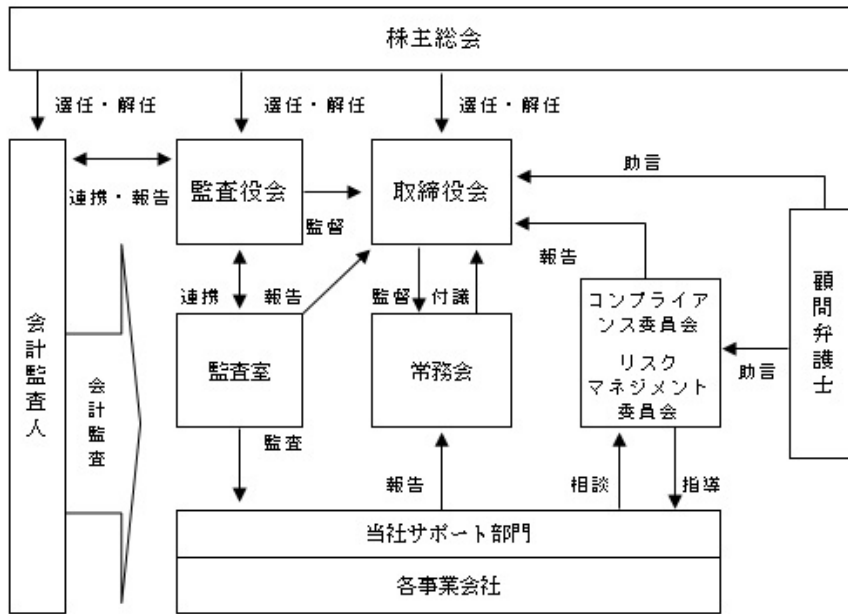 株主総会
選任・解任
選任・解任
選任・解任
助言
監査役会
取締役会
連携・報告
監督
報告
連携
報告
監督
付議
コンプライア
ンス委員会
リスク
マネジメント
委員会
顧問弁護士
会計監査人
会計監査
監査室
常務会
助言
監査
報告
相談
指導
当社サポート部門
各事業会社